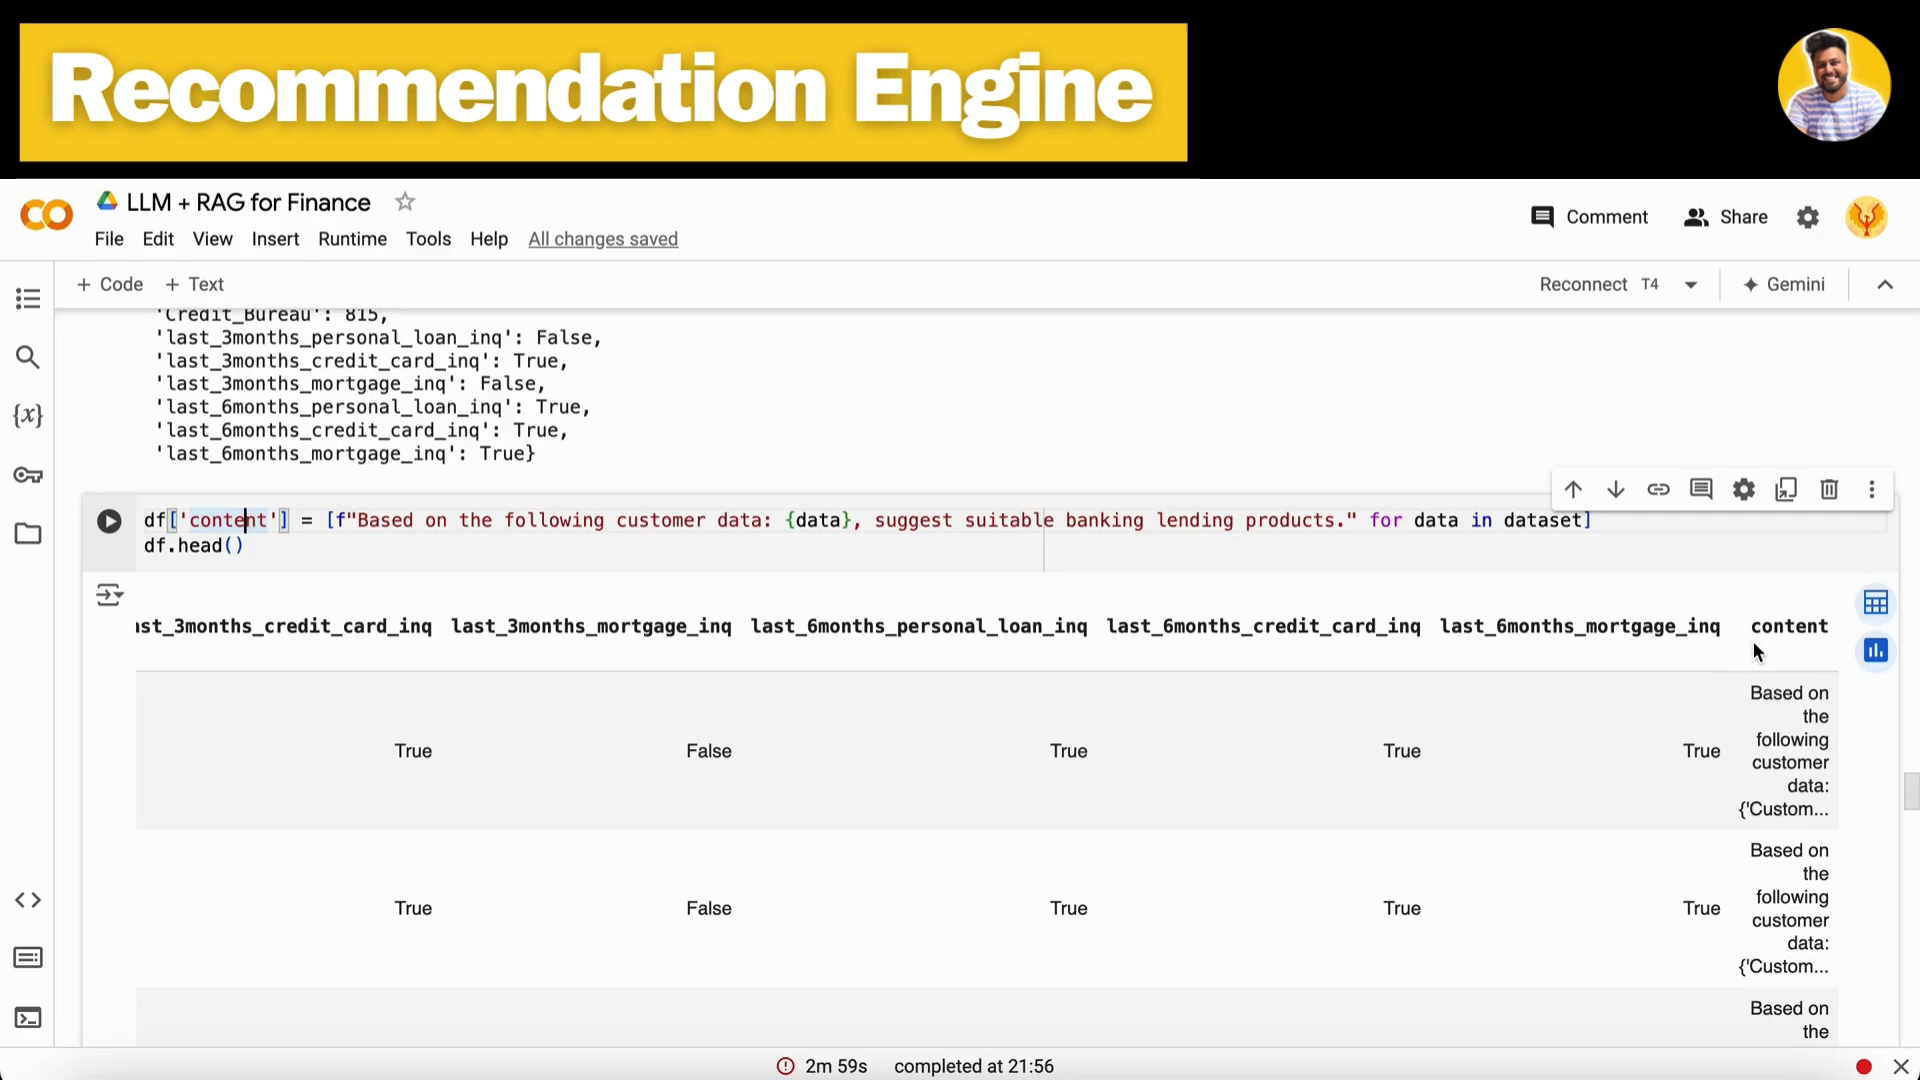 Recommendation Engine
LLM + RAG for Finance
File Edit View Insert Runtime Tools Help All changes saved
Comment Share
+ Code + Text
Reconnect T4 Gemini
'Credit_Bureau': 815,
'last_3months_personal_loan_inq': False,
'last_3months_credit_card_inq': True,
'last_3months_mortgage_inq': False,
'last_6months_personal_loan_inq': True,
'last_6months_credit_card_inq': True,
'last_6months_mortgage_inq': True}
df['content'] = [f"Based on the following customer data: {data}, suggest suitable banking lending products." for data in dataset]
df.head()
ast_3months_credit_card_inq last_3months_mortgage_inq last_6months_personal_loan_inq last_6months_credit_card_inq last_6months_mortgage_inq content
True False True True True
Based on
the
following
customer
data:
{'Custom...
True False True True True
Based on
the
following
customer
data:
{'Custom...
Based on
the
2m 59s completed at 21:56